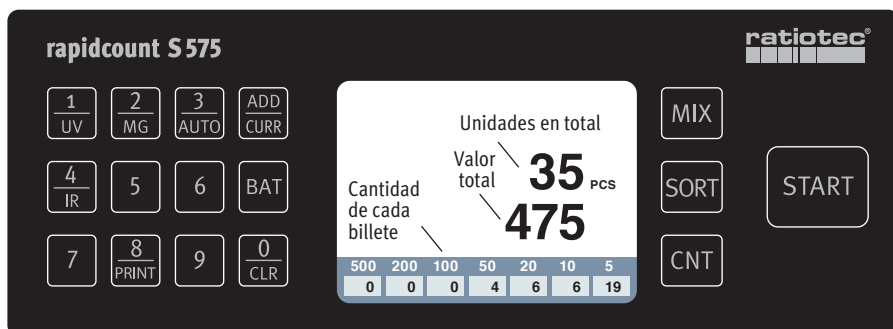 rapidcount S 575
ratiotec®
1
UV
2
MG
3
AUTO
ADD
CURR
4
IR
5
6
BAT
7
8
PRINT
9
0
CLR
Unidades en total
Valor
total
35 PCS
475
Cantidad
de cada
billete
500 200 100 50 20 10 5
0 0 0 4 6 6 19
MIX
SORT
CNT
START